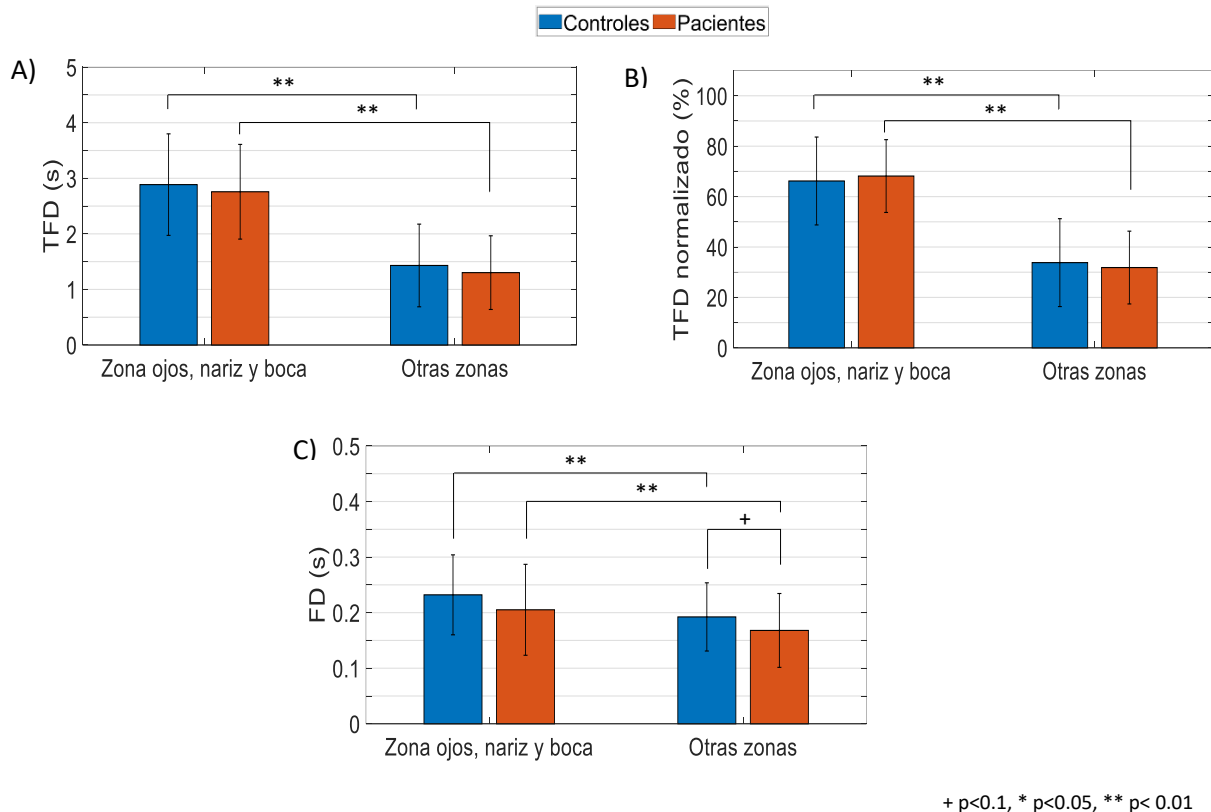 Controles Pacientes
A)
5
4
3
2
1
0
TFD (s)
** 
**
Zona ojos, nariz y boca
Otras zonas
B)
100
80
60
40
20
0
TFD normalizado (%)
**
**
Zona ojos, nariz y boca
Otras zonas
C)
0.5
0.4
0.3
0.2
0.1
0
FD (s)
**
**
+
Zona ojos, nariz y boca
Otras zonas
+ p<0.1, * p<0.05, ** p< 0.01